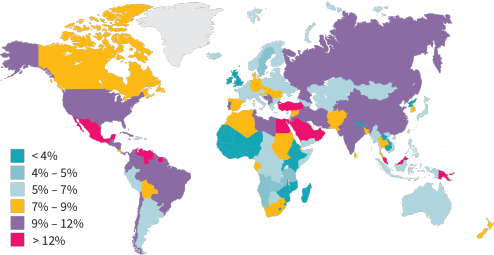 < 4%
4% – 5%
5% – 7%
7% – 9%
9% – 12%
> 12%